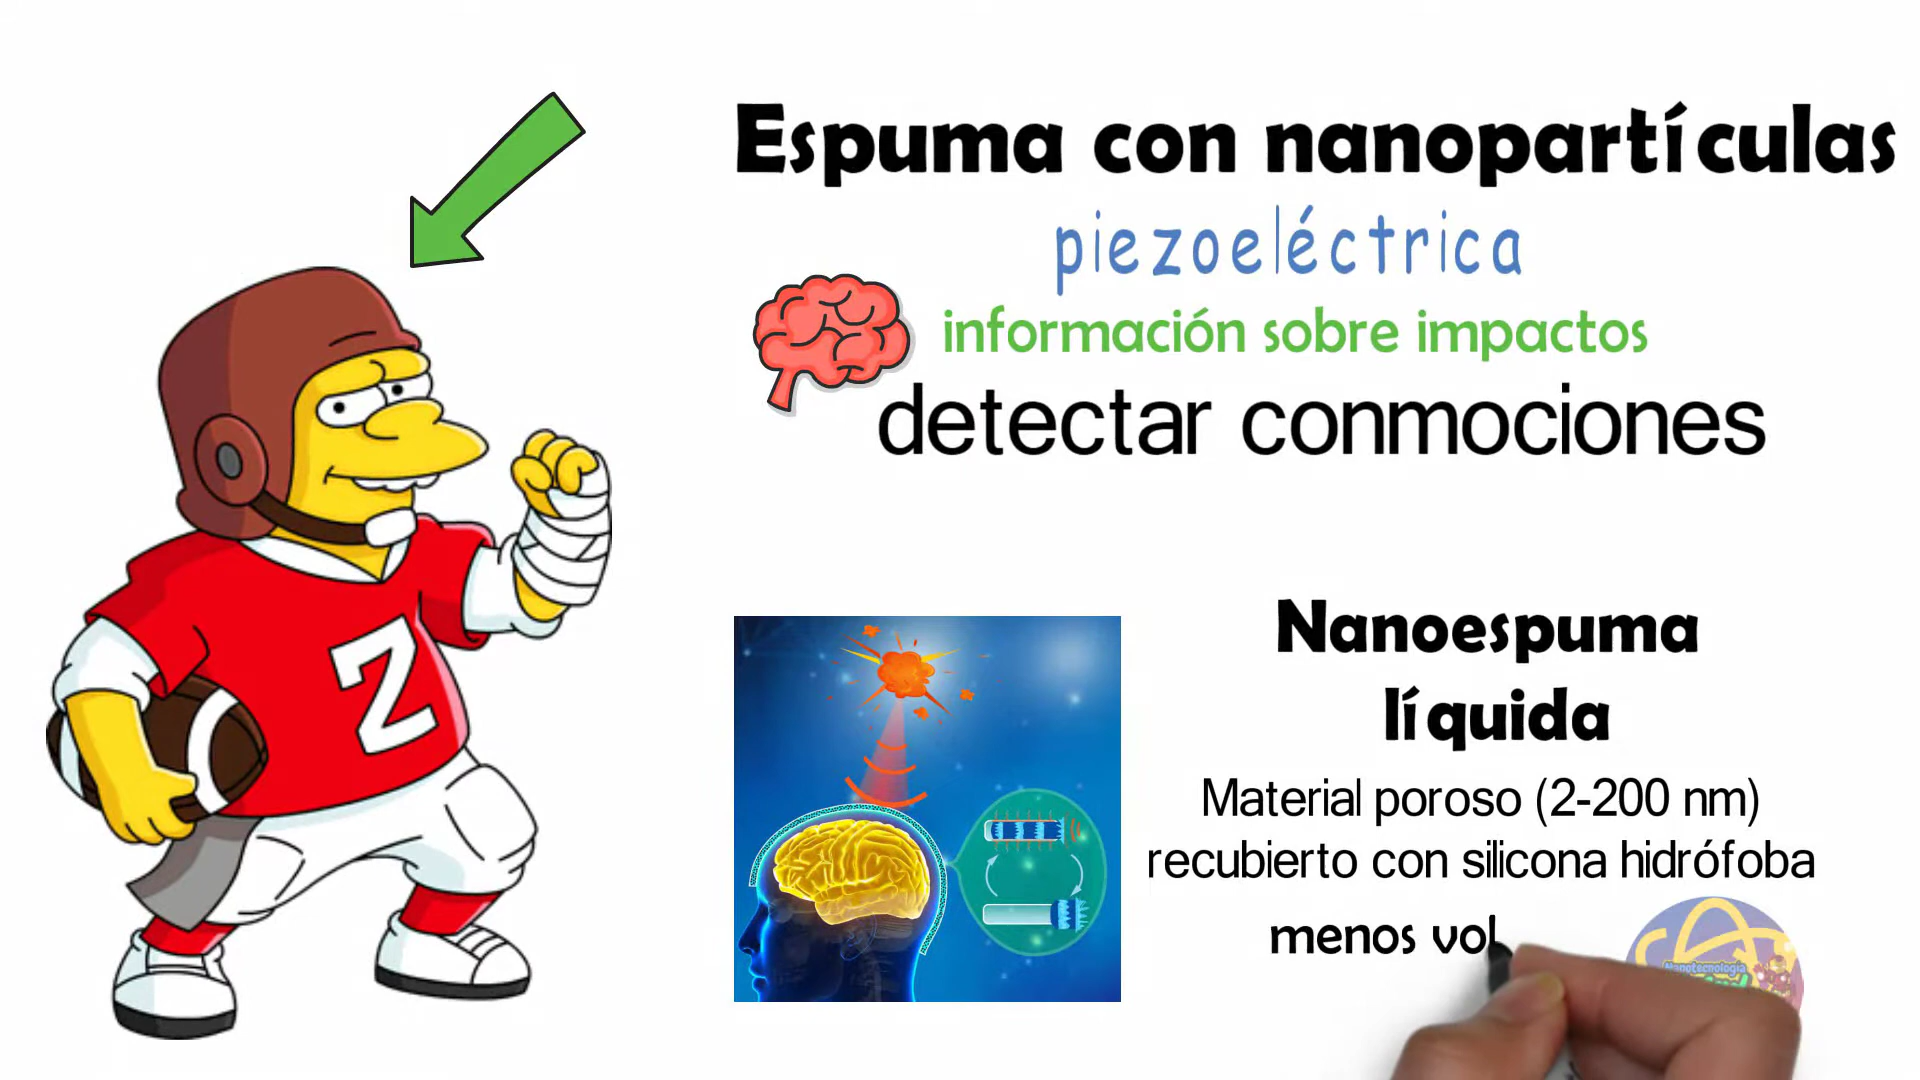 Espuma con nanopartículas
piezoeléctrica
información sobre impactos
detectar conmociones
Z
Nanoespuma
líquida
Material poroso (2-200 nm)
recubierto con silicona hidrófoba
menos vol
Nanotecnología